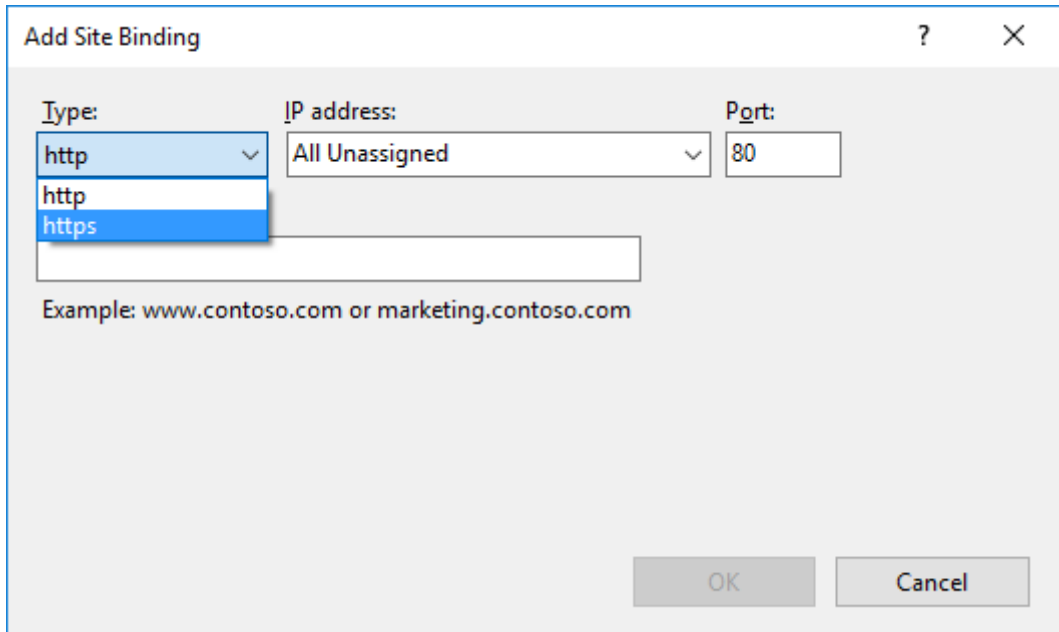 Add Site Binding ?
Type: IP address: Port:
http All Unassigned 80
http
https
Example: www.contoso.com or marketing.contoso.com
OK Cancel